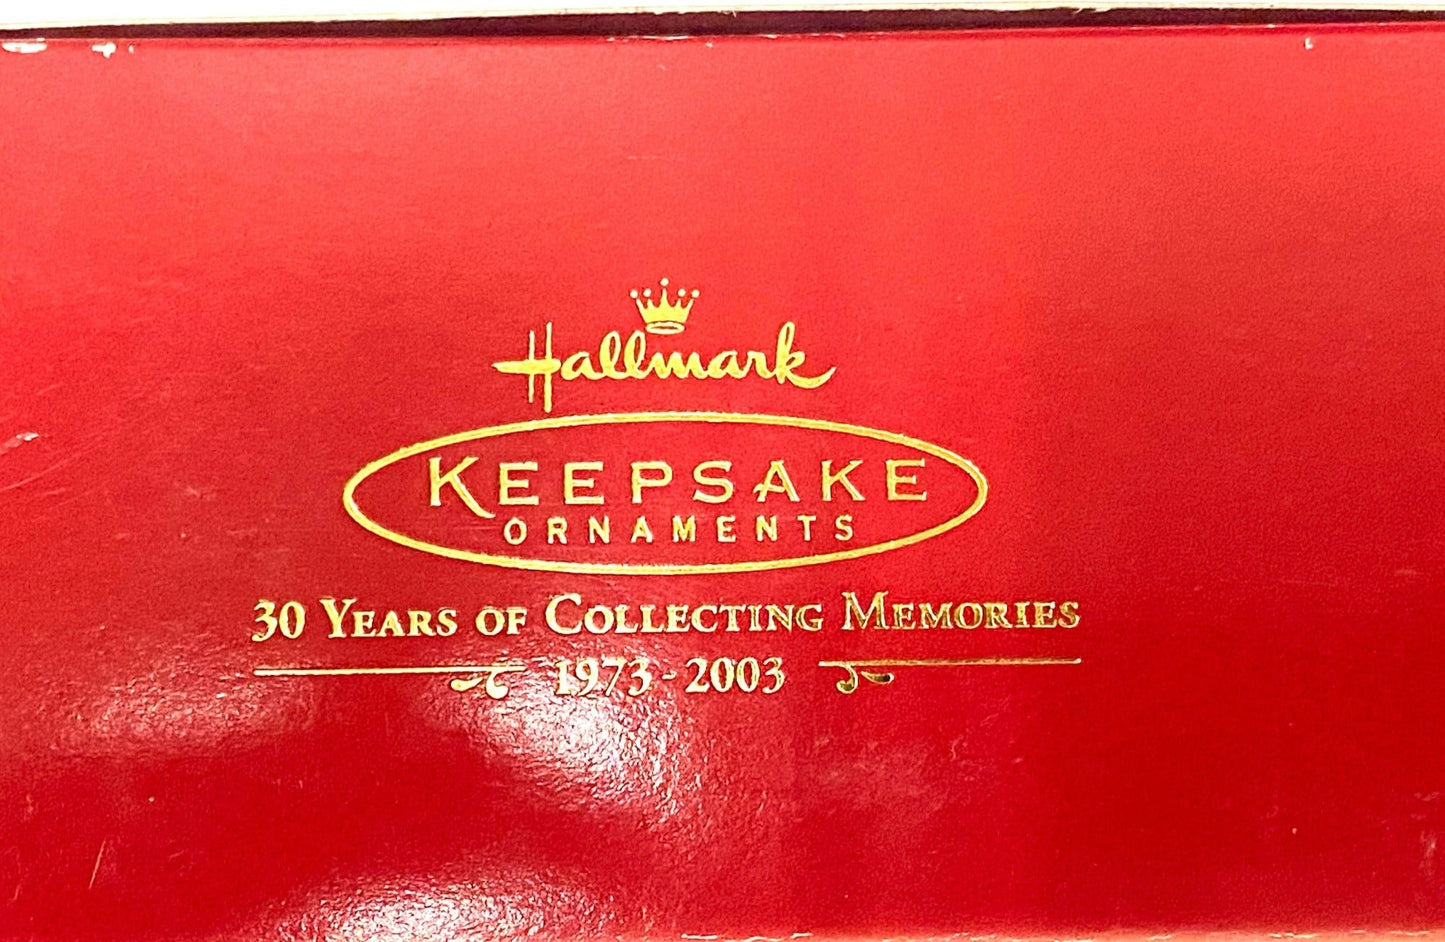 Hallmark
KEEPSAKE
ORNAMENTS
30 YEARS OF COLLECTING MEMORIES
1973-2003